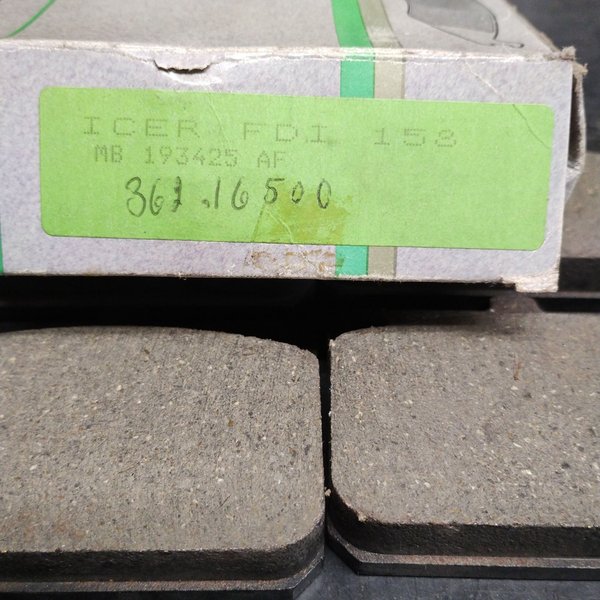 ICER FDI 158
MB 193425 AF
361.16500